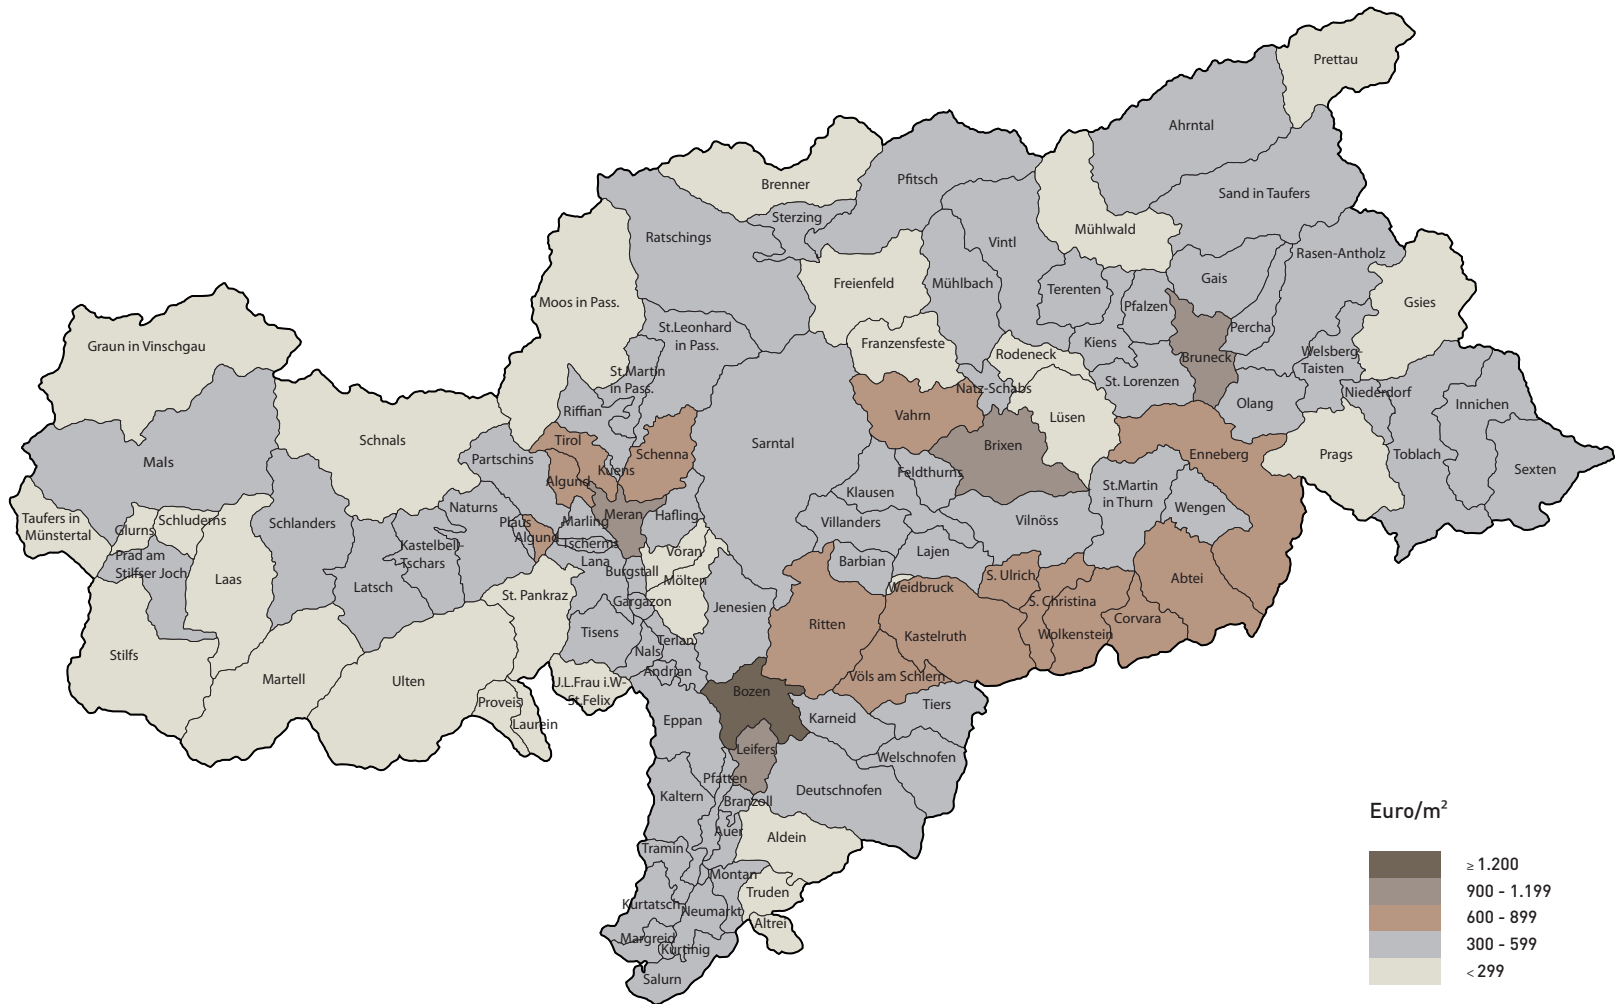 Prettau
Ahrntal
Brenner
Pfitsch
Sand in Taufers
Sterzing
Mühlwald
Ratschings
Vintl
Rasen-Antholz
Gais
Freienfeld
Mühlbach
Terenten
Moos in Pass.
Pfalzen
Gsies
St.Leonhard
in Pass.
Percha
Graun in Vinschgau
Franzensfeste
Kiens
Rodeneck
Bruneck
Welsberg-
Taisten
St.Martin
in Pass.
St. Lorenzen
Natz-Schabs
Niederdorf
Olang
Innichen
Riffian
Vahrn
Lüsen
Schnals
Tirol
Sarntal
Brixen
Schenna
Enneberg
Prags
Toblach
Mals
Partschins
Kuens
Feldthurns
Sexten
Algund
St.Martin
in Thurn
Klausen
Naturns
Wengen
Meran
Hafling
Taufers in
Münstertal
Schluderns
Glurns
Schlanders
Plaus
Marling
Villanders
Vilnöss
Algund
Tscherms
Kastelbell-
Tschars
Vöran
Lajen
Prad am
Stilfser Joch
Lana
Barbian
Burgstall
Laas
Latsch
Mölten
S. Ulrich
Abtei
Weidbruck
St. Pankraz
Gargazon
Jenesien
S. Christina
Corvara
Ritten
Tisens
Kastelruth
Wolkenstein
Terlan
Nals
Stilfs
Andrian
Völs am Schlern
Martell
Ulten
U.L.Frau i.W-
St.Felix
Bozen
Proveis
Tiers
Laurein
Eppan
Karneid
Leifers
Welschnofen
Pfatten
Deutschnofen
Kaltern
Branzoll
Auer
Aldein
Tramin
Montan
Truden
Kurtatsch
Neumarkt
Altrei
Margreid
Kurtinig
Salurn
Euro/m²
≥ 1.200
900 - 1.199
600 - 899
300 - 599
< 299